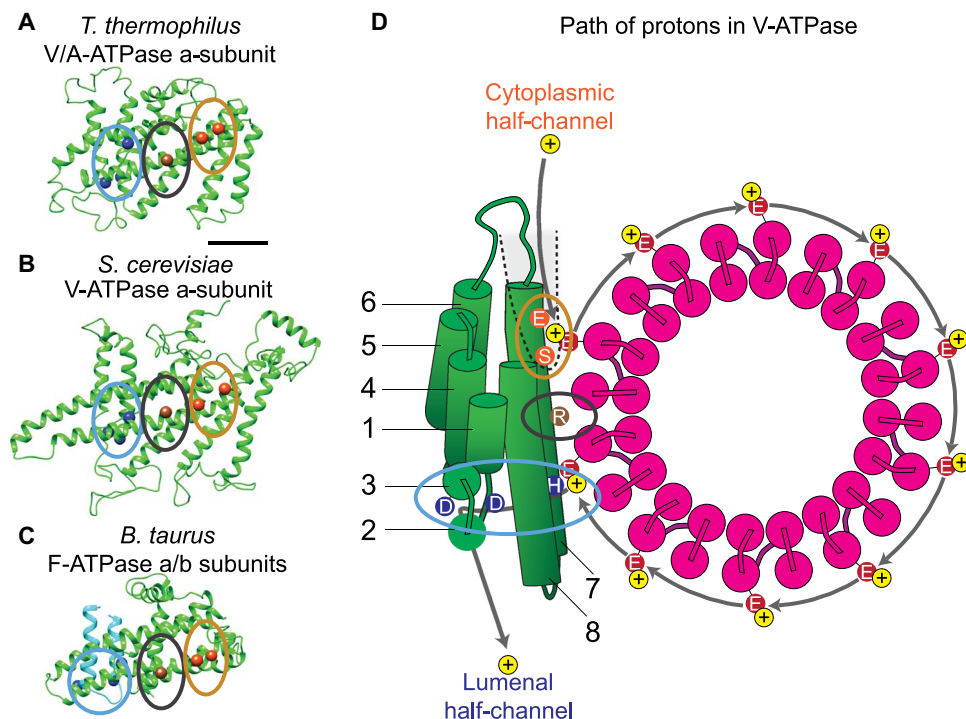 A
T. thermophilus
V/A-ATPase a-subunit
B
S. cerevisiae
V-ATPase a-subunit
C
B. taurus
F-ATPase a/b subunits
D
Path of protons in V-ATPase
Cytoplasmic
half-channel
+
+
E
+
E
+
E
+
E
6
E
+
E
5
S
E
+
4
R
1
3
E
H
+
E
+
D
D
2
E
+
E
+
E
+
7
8
+
Lumenal
half-channel